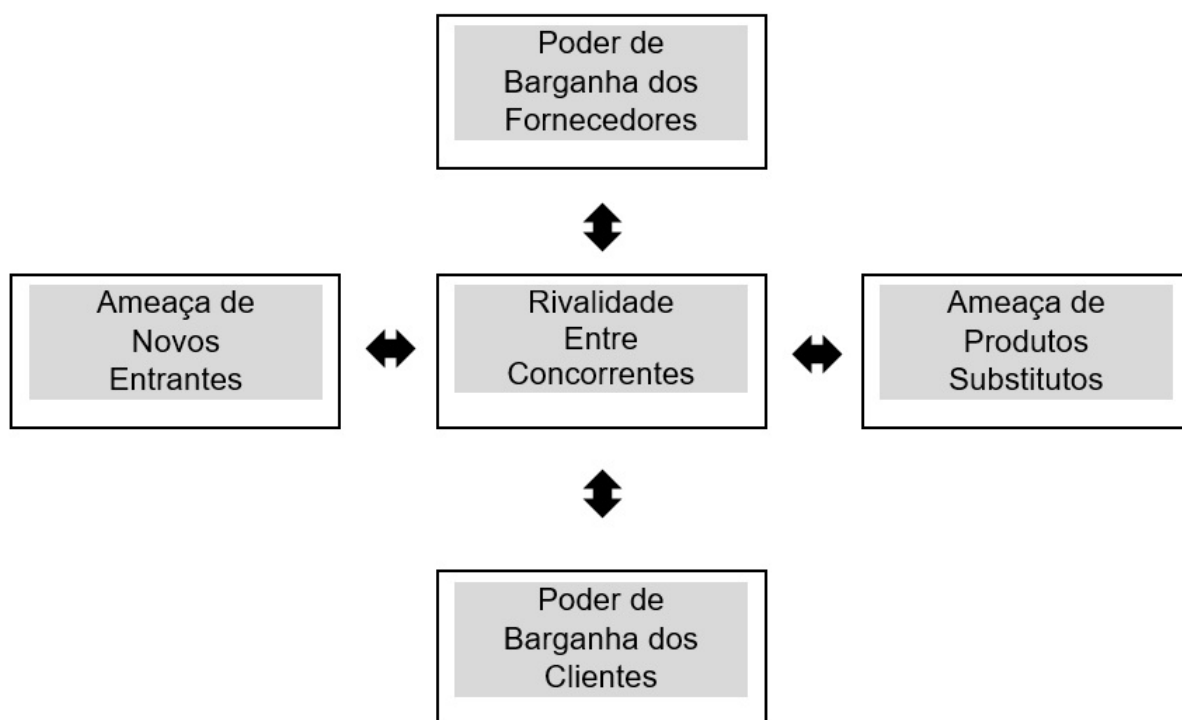 Poder de
Barganha dos
Fornecedores
Ameaça de
Novos
Entrantes
Rivalidade
Entre
Concorrentes
Ameaça de
Produtos
Substitutos
Poder de
Barganha dos
Clientes